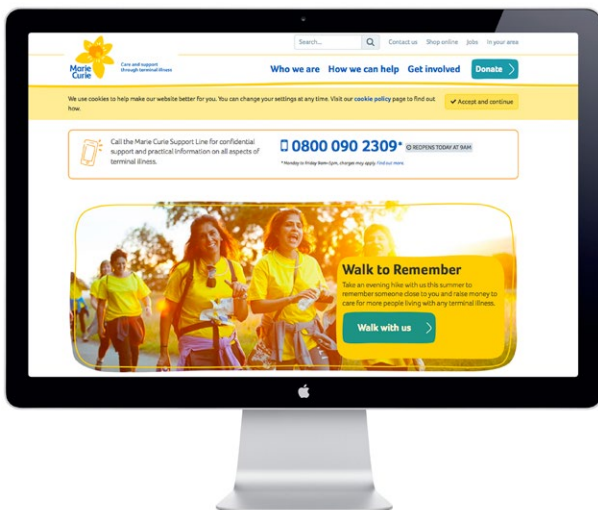 Search...
Contact us Shop online Jobs In your area
Marie
Curie
Care and support
through terminal illness
Who we are How we can help Get involved Donate
We use cookies to help make our website better for you. You can change your settings at any time. Visit our cookie policy page to find out
how.
Accept and continue
Call the Marie Curie Support Line for confidential
support and practical information on all aspects of
terminal illness.
0800 090 2309*
REOPENS TODAY AT 9AM
* Monday to Friday 9am-5pm, charges may apply. Find out more
Walk to Remember
Take an evening hike with us this summer to
remember someone close to you and raise money to
care for more people living with any terminal illness.
Walk with us